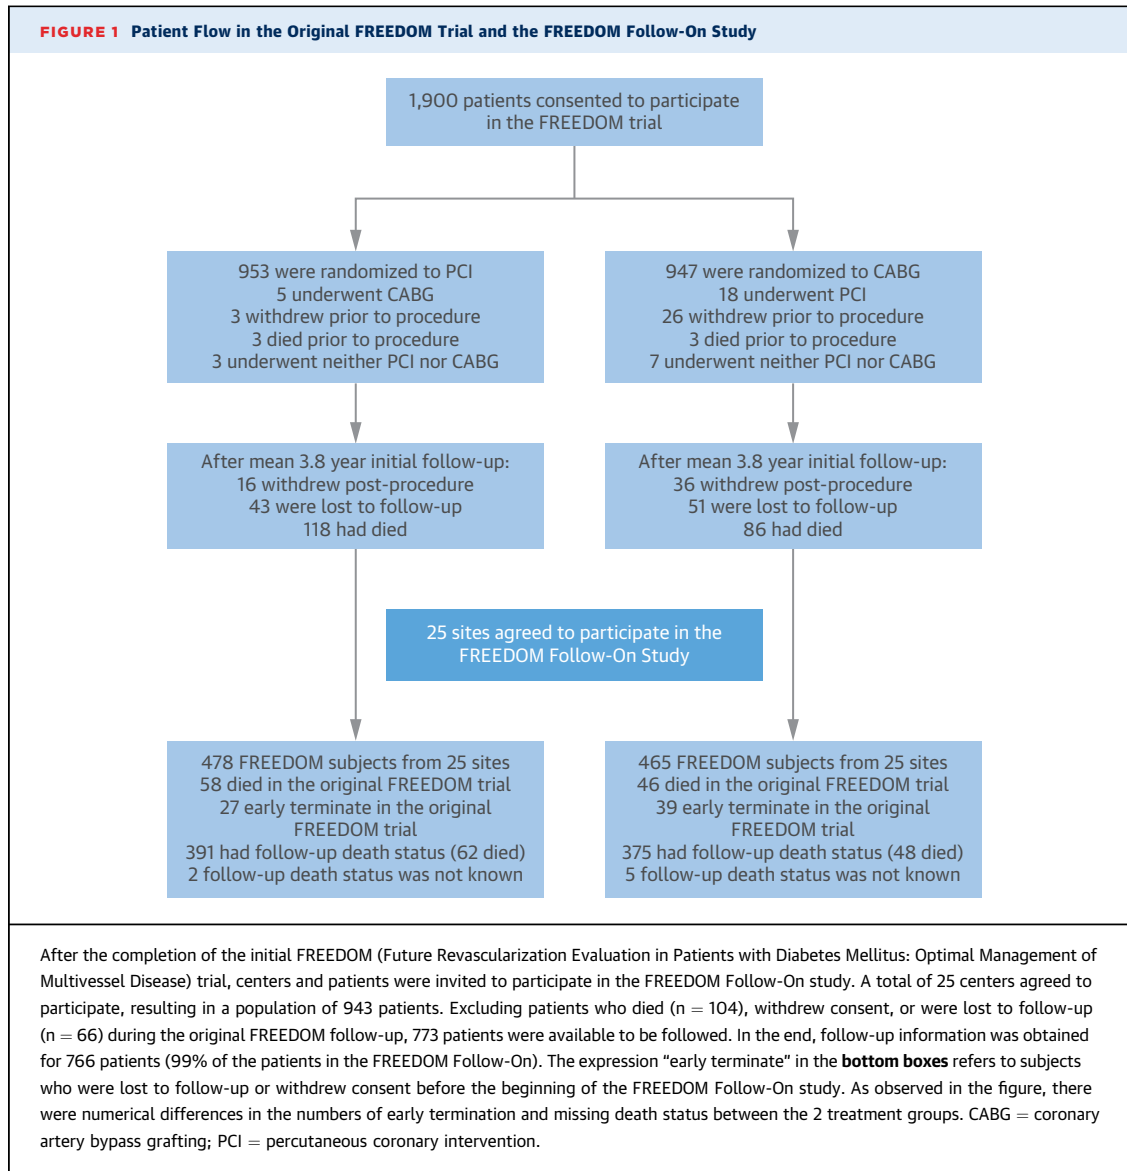 FIGURE 1 Patient Flow in the Original FREEDOM Trial and the FREEDOM Follow-On Study
1,900 patients consented to participate
in the FREEDOM trial
953 were randomized to PCI
5 underwent CABG
3 withdrew prior to procedure
3 died prior to procedure
3 underwent neither PCI nor CABG
947 were randomized to CABG
18 underwent PCI
26 withdrew prior to procedure
3 died prior to procedure
7 underwent neither PCI nor CABG
After mean 3.8 year initial follow-up:
16 withdrew post-procedure
43 were lost to follow-up
118 had died
After mean 3.8 year initial follow-up:
36 withdrew post-procedure
51 were lost to follow-up
86 had died
25 sites agreed to participate in the
FREEDOM Follow-On Study
478 FREEDOM subjects from 25 sites
58 died in the original FREEDOM trial
27 early terminate in the original
FREEDOM trial
391 had follow-up death status (62 died)
2 follow-up death status was not known
465 FREEDOM subjects from 25 sites
46 died in the original FREEDOM trial
39 early terminate in the original
FREEDOM trial
375 had follow-up death status (48 died)
5 follow-up death status was not known
After the completion of the initial FREEDOM (Future Revascularization Evaluation in Patients with Diabetes Mellitus: Optimal Management of
Multivessel Disease) trial, centers and patients were invited to participate in the FREEDOM Follow-On study. A total of 25 centers agreed to
participate, resulting in a population of 943 patients. Excluding patients who died (n = 104), withdrew consent, or were lost to follow-up
(n = 66) during the original FREEDOM follow-up, 773 patients were available to be followed. In the end, follow-up information was obtained
for 766 patients (99% of the patients in the FREEDOM Follow-On). The expression “early terminate” in the bottom boxes refers to subjects
who were lost to follow-up or withdrew consent before the beginning of the FREEDOM Follow-On study. As observed in the figure, there
were numerical differences in the numbers of early termination and missing death status between the 2 treatment groups. CABG = coronary
artery bypass grafting; PCI = percutaneous coronary intervention.